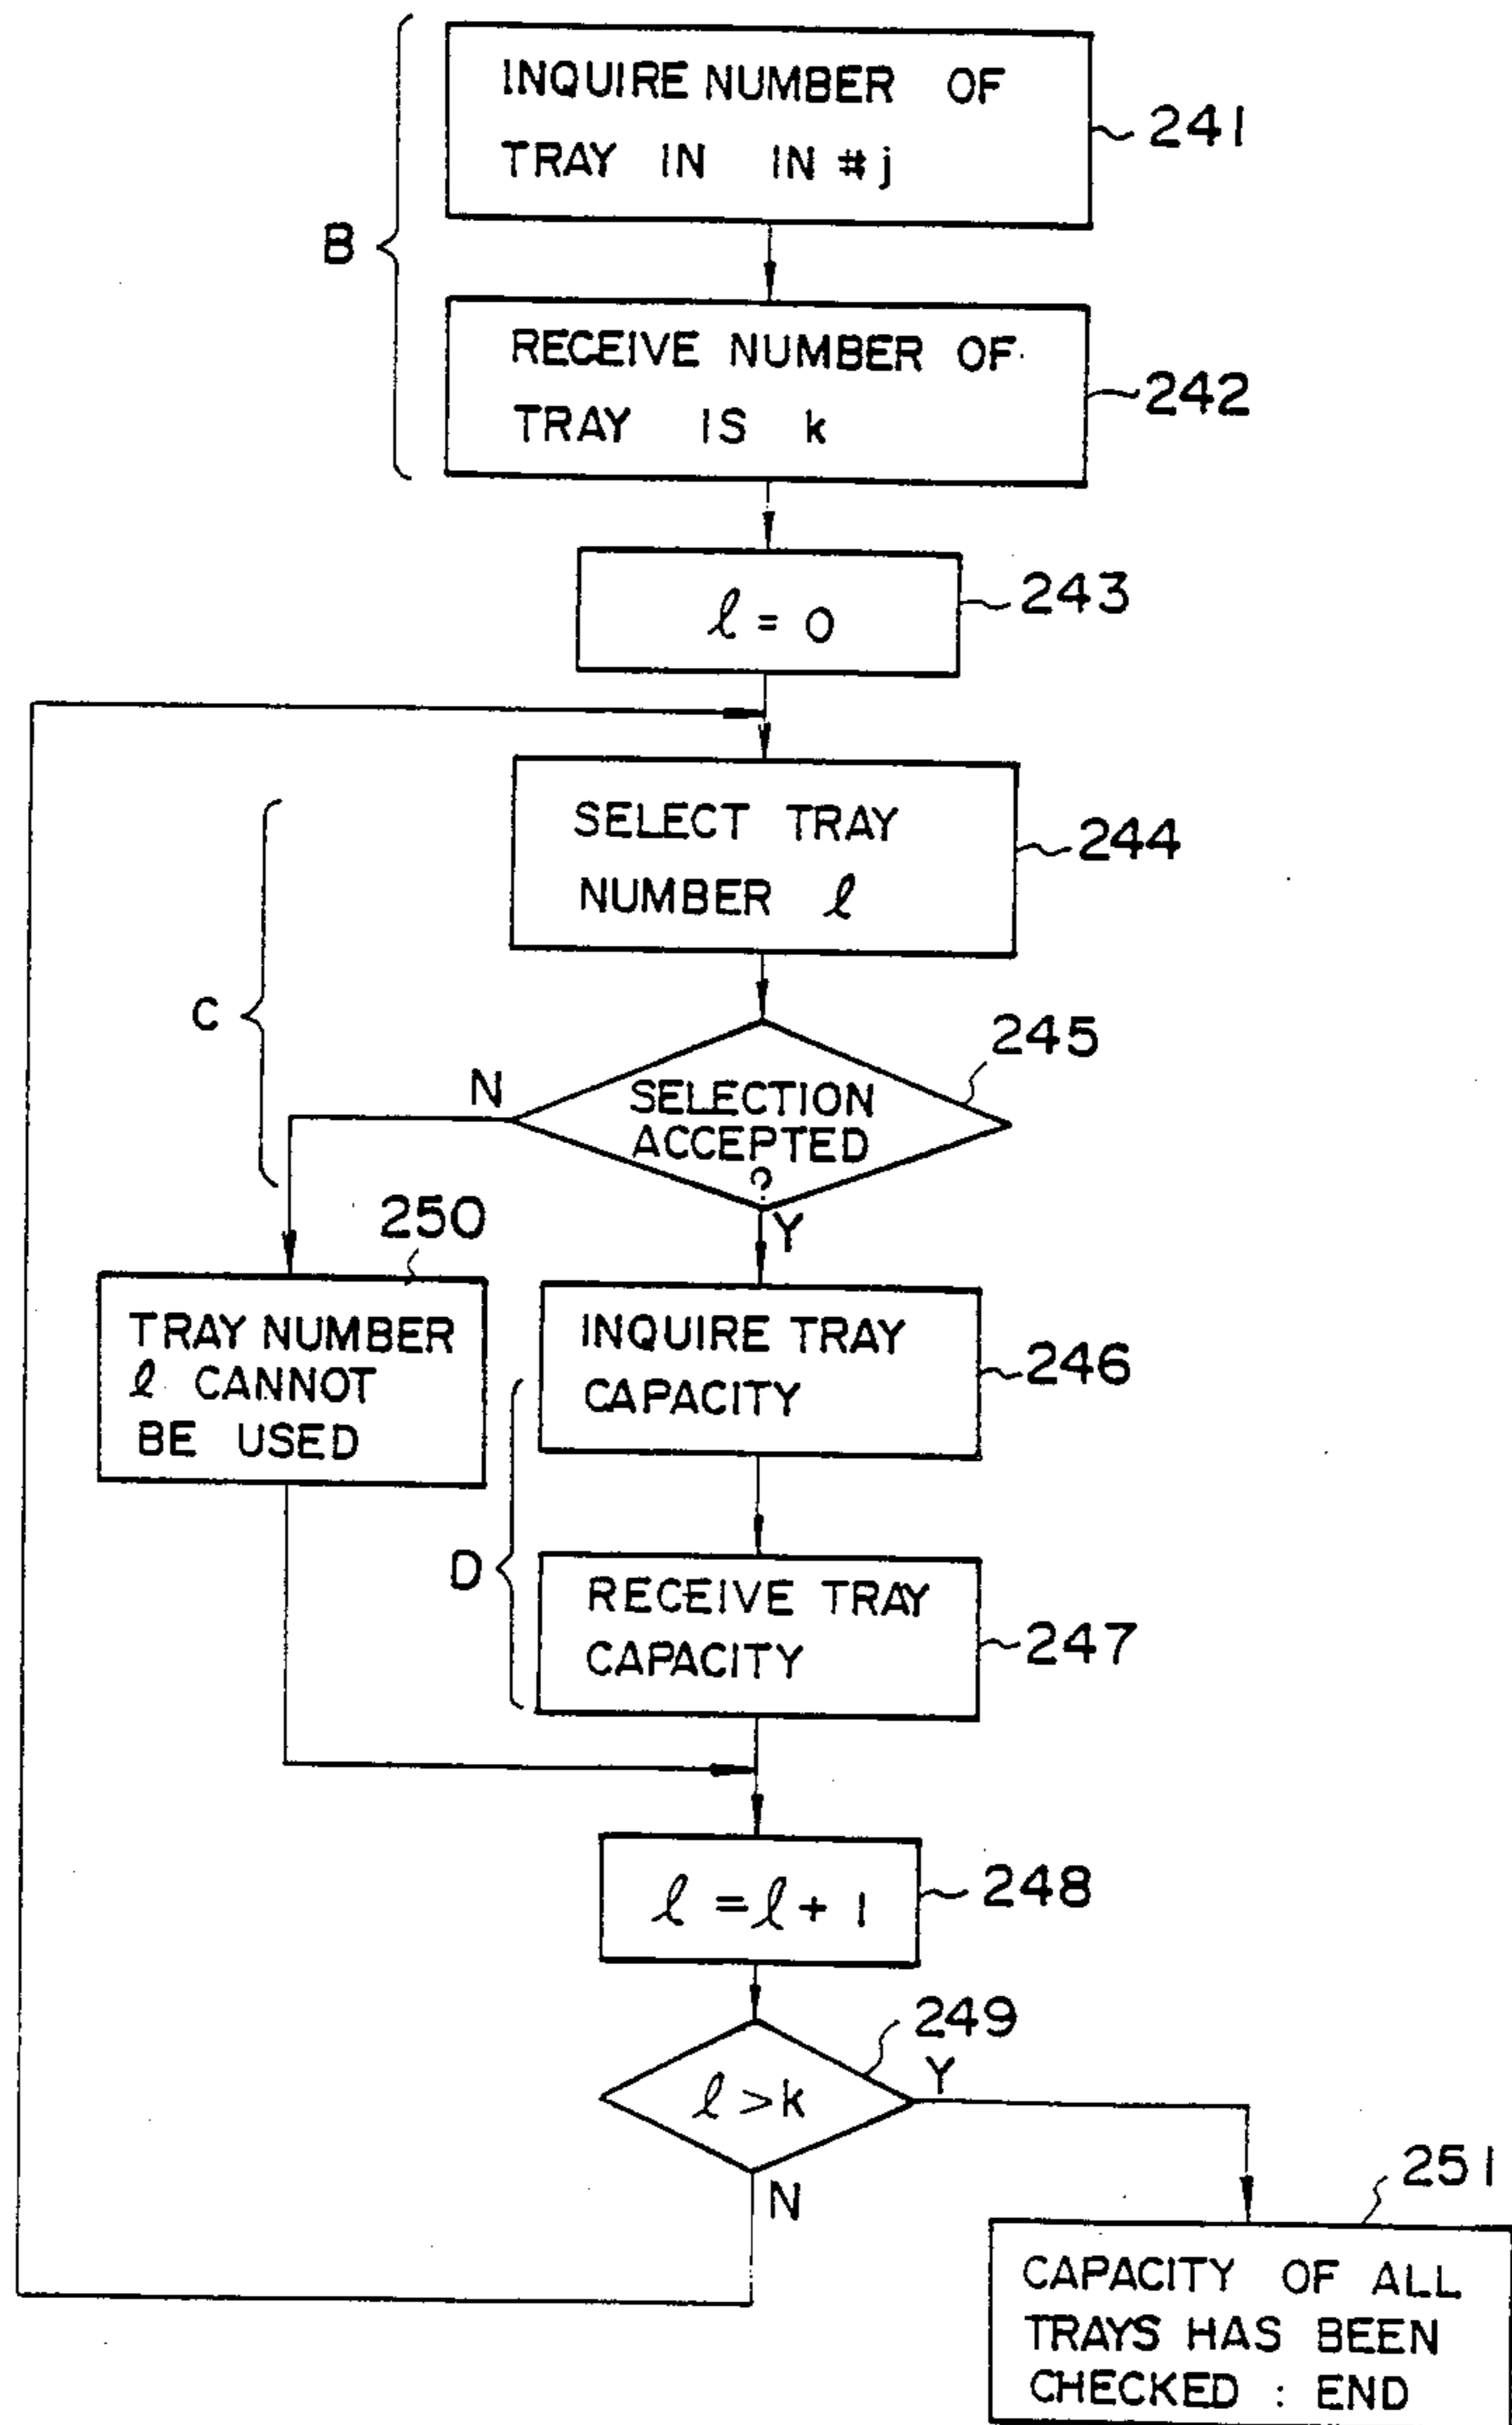 INQUIRE NUMBER OF
TRAY IN IN #j
241
B
RECEIVE NUMBER OF
TRAY IS k
242
ℓ = 0
243
SELECT TRAY
NUMBER ℓ
244
C
245
N
SELECTION
ACCEPTED
?
Y
250
TRAY NUMBER
ℓ CANNOT
BE USED
INQUIRE TRAY
CAPACITY
246
D
RECEIVE TRAY
CAPACITY
247
ℓ = ℓ + 1
248
249
ℓ > k
Y
N
251
CAPACITY OF ALL
TRAYS HAS BEEN
CHECKED : END